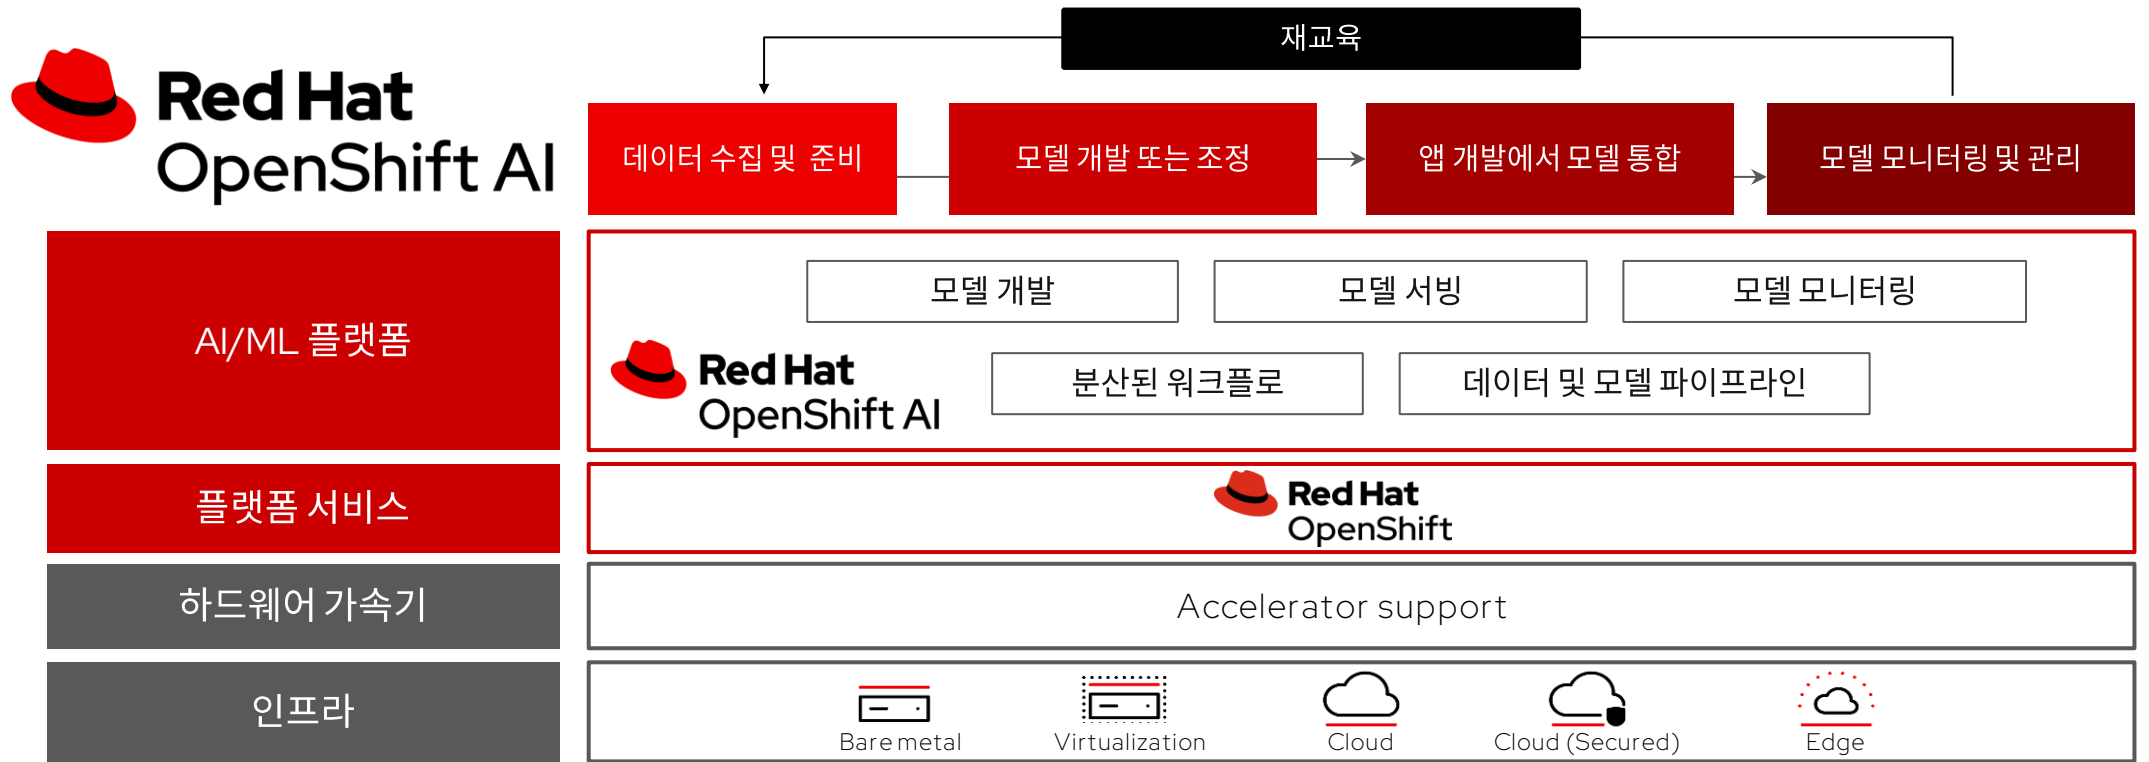 Red Hat
OpenShift AI
재교육
데이터 수집 및 준비
모델 개발 또는 조정
앱 개발에서 모델 통합
모델 모니터링 및 관리
AI/ML 플랫폼
모델 개발
모델 서빙
모델 모니터링
Red Hat
OpenShift AI
분산된 워크플로
데이터 및 모델 파이프라인
플랫폼 서비스
Red Hat
OpenShift
하드웨어 가속기
Accelerator support
인프라
Bare metal
Virtualization
Cloud
Cloud (Secured)
Edge